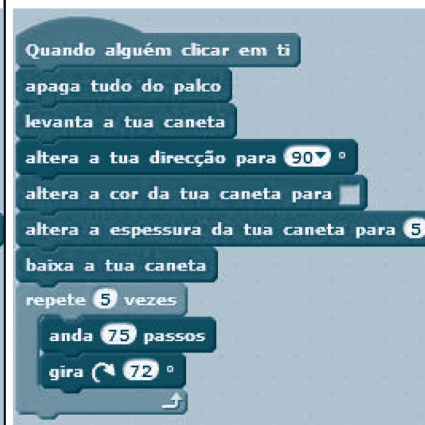 Quando alguém clicar em ti
apaga tudo do palco
levanta a tua caneta
altera a tua direcção para 90 °
altera a cor da tua caneta para
altera a espessura da tua caneta para 5
baixa a tua caneta
repete 5 vezes
anda 75 passos
gira 72 °